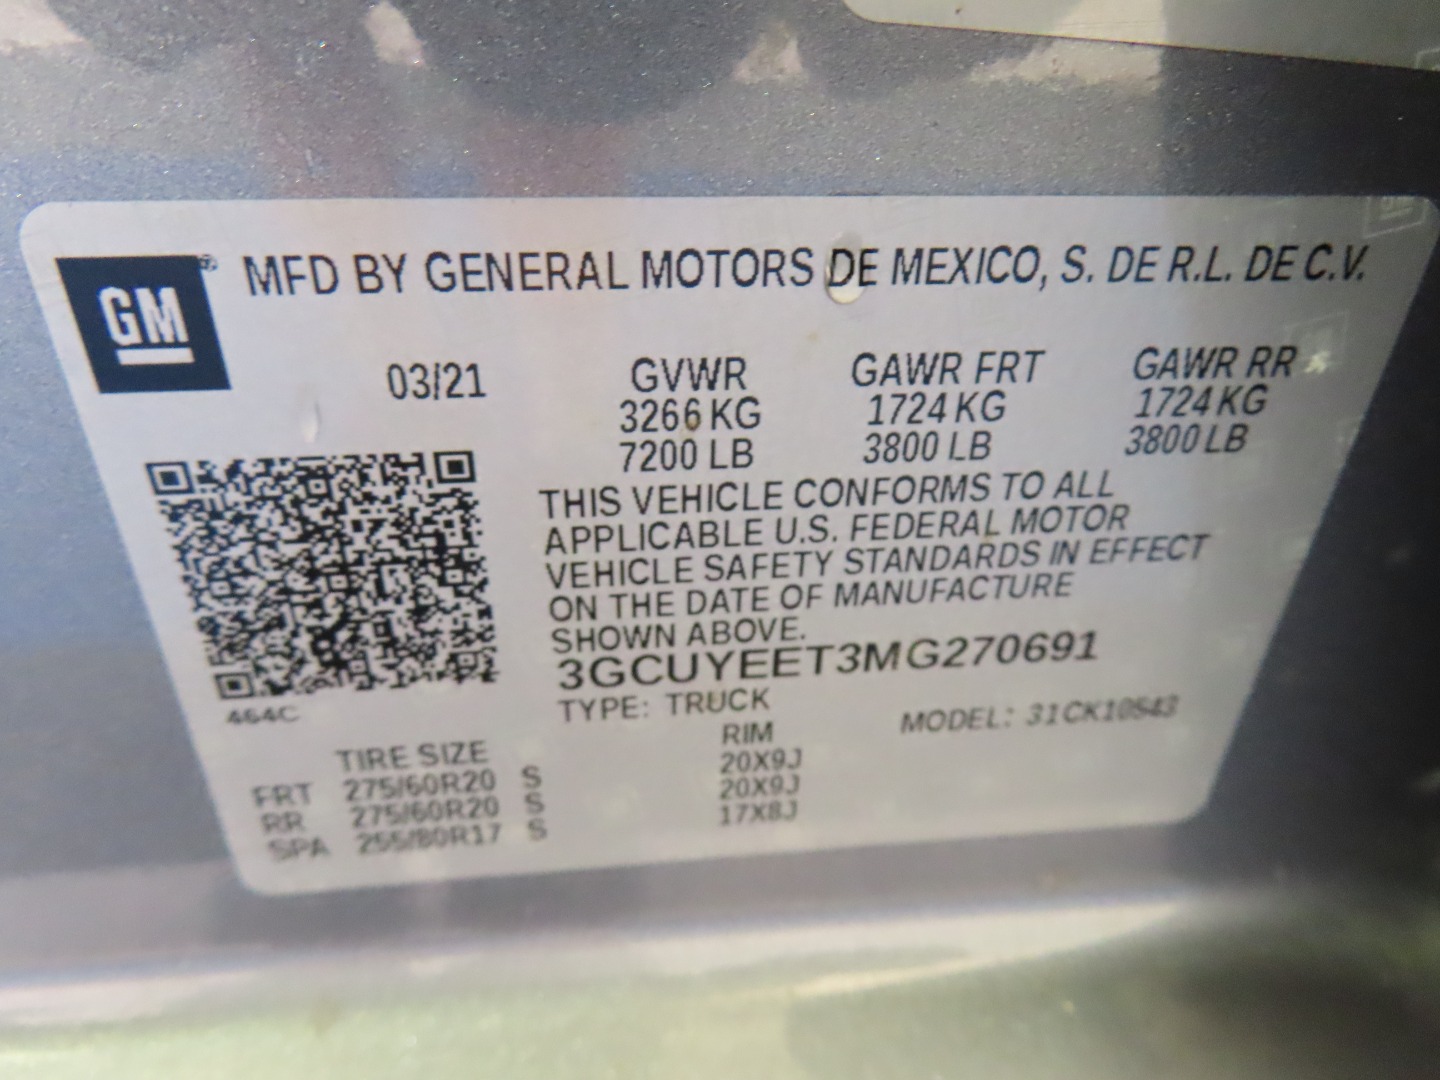 GM
MFD BY GENERAL MOTORS DE MEXICO, S. DE R.L. DE C.V.
03/21 GVWR GAWR FRT GAWR RR
3266 KG 1724 KG 1724 KG
7200 LB 3800 LB 3800 LB
THIS VEHICLE CONFORMS TO ALL
APPLICABLE U.S. FEDERAL MOTOR
VEHICLE SAFETY STANDARDS IN EFFECT
ON THE DATE OF MANUFACTURE
SHOWN ABOVE.
3GCUYEET3MG270691
464C
TYPE: TRUCK MODEL: 31CK10543
TIRE SIZE RIM
FRT 275/60R20 S 20X9J
RR 275/60R20 S 20X9J
SPA 255/80R17 S 17X8J